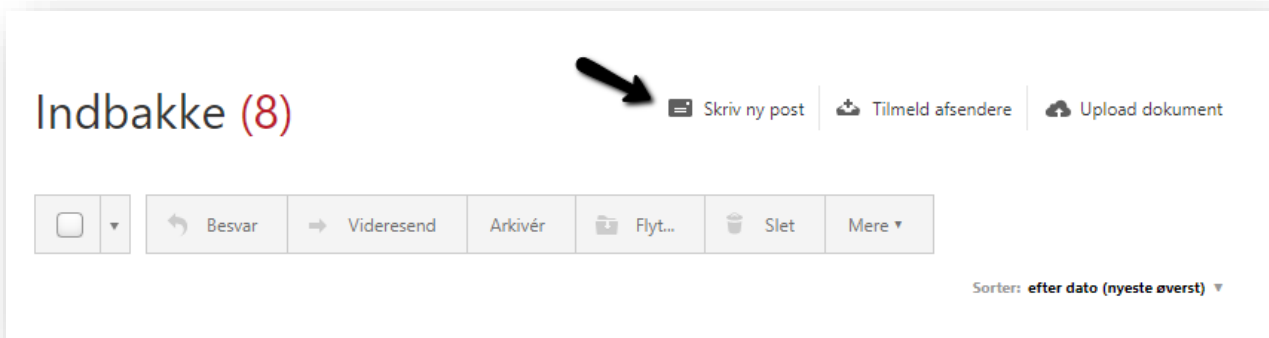 Indbakke (8)
Skriv ny post Tilmeld afsendere Upload dokument
Besvar Videresend Arkivér Flyt... Slet Mere
Sorter: efter dato (nyeste øverst)